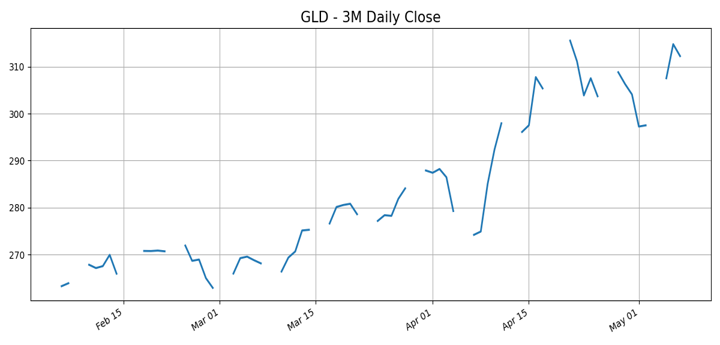 GLD - 3M Daily Close
310
300
290
280
270
Feb 15
Mar 01
Mar 15
Apr 01
Apr 15
May 01